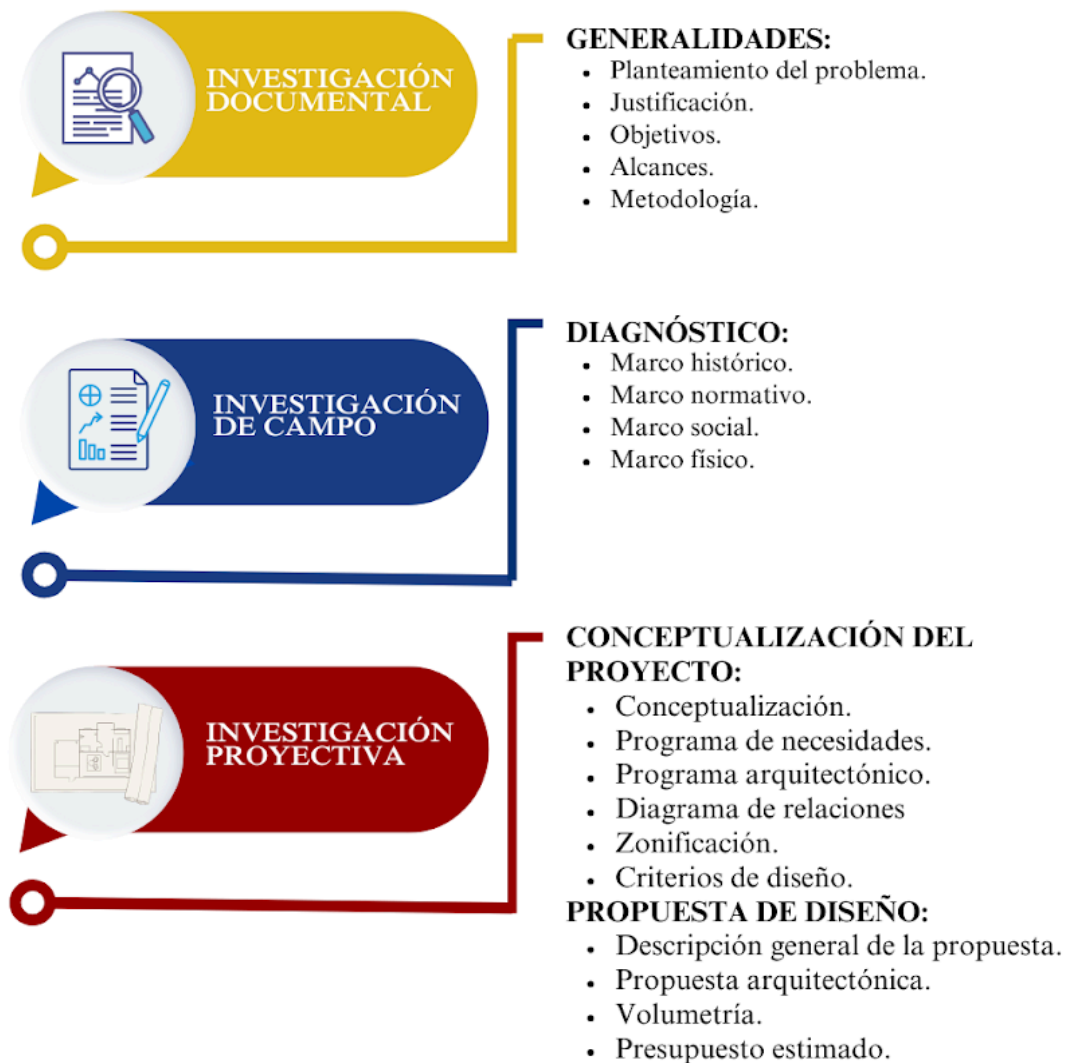 INVESTIGACIÓN
DOCUMENTAL
GENERALIDADES:
• Planteamiento del problema.
• Justificación.
• Objetivos.
• Alcances.
• Metodología.
INVESTIGACIÓN
DE CAMPO
DIAGNÓSTICO:
• Marco histórico.
• Marco normativo.
• Marco social.
• Marco físico.
INVESTIGACIÓN
PROYECTIVA
CONCEPTUALIZACIÓN DEL
PROYECTO:
• Conceptualización.
• Programa de necesidades.
• Programa arquitectónico.
• Diagrama de relaciones
• Zonificación.
• Criterios de diseño.
PROPUESTA DE DISEÑO:
• Descripción general de la propuesta.
• Propuesta arquitectónica.
• Volumetría.
• Presupuesto estimado.